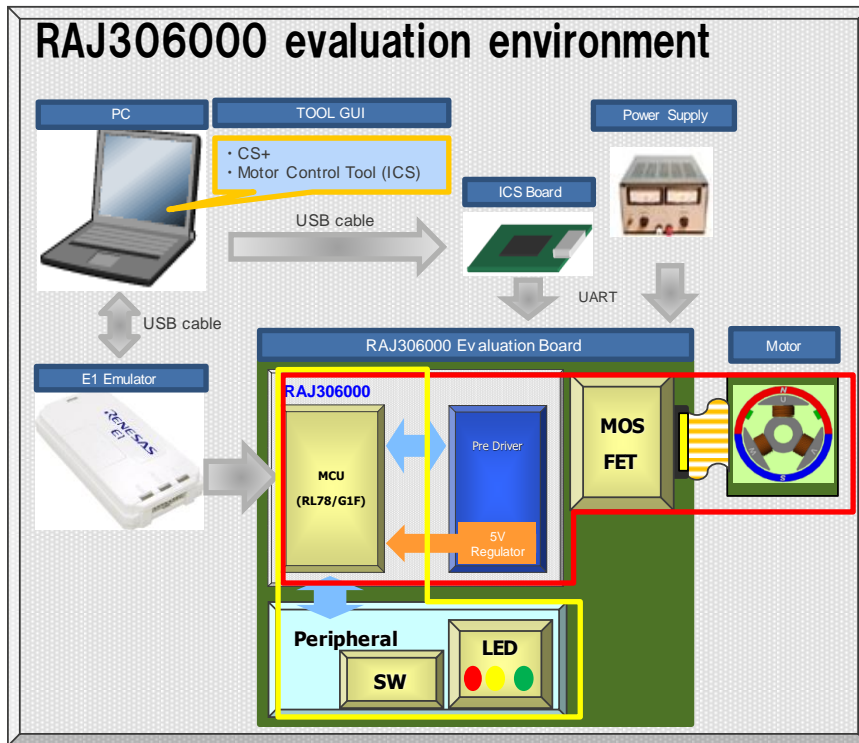 RAJ306000 evaluation environment
PC
TOOL GUI
Power Supply
・CS+
・Motor Control Tool (ICS)
ICS Board
USB cable
UART
USB cable
RAJ306000 Evaluation Board
Motor
E1 Emulator
RAJ306000
RENESAS
E1
MCU
(RL78/G1F)
Pre Driver
MOS
FET
N
U
V
W
S
5V
Regulator
Peripheral
SW
LED